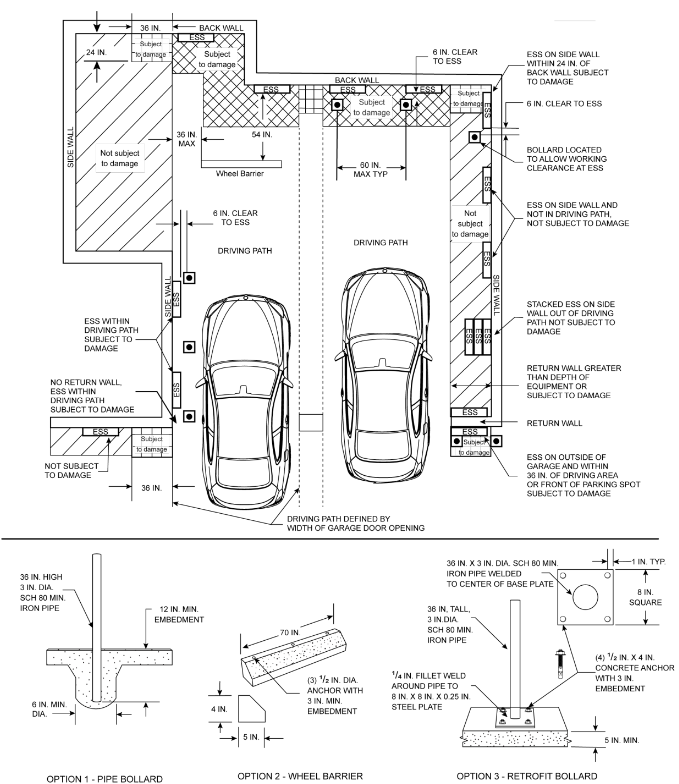 36 IN.
BACK WALL
ESS
24 IN.
Subject
to damage
Subject
to damage
6 IN. CLEAR
TO ESS
ESS ON SIDE WALL
WITHIN 24 IN. OF
BACK WALL SUBJECT
TO DAMAGE
BACK WALL
ESS
ESS
ESS
Subject
to damage
Subject
to damage
ESS
6 IN. CLEAR TO ESS
SIDE WALL
Not subject
to damage
36 IN.
MAX
54 IN.
Wheel Barrier
60 IN.
MAX TYP
BOLLARD LOCATED
TO ALLOW WORKING
CLEARANCE AT ESS
ESS
6 IN. CLEAR
TO ESS
DRIVING PATH
DRIVING PATH
Not
subject
to damage
ESS ON SIDE WALL AND
NOT IN DRIVING PATH,
NOT SUBJECT TO DAMAGE
ESS
SIDE WALL
ESS
SIDE WALL
ESS WITHIN
DRIVING PATH
SUBJECT TO
DAMAGE
ESS
ESS
ESS
STACKED ESS ON SIDE
WALL OUT OF DRIVING
PATH NOT SUBJECT TO
DAMAGE
NO RETURN WALL,
ESS WITHIN
DRIVING PATH
SUBJECT TO DAMAGE
ESS
RETURN WALL GREATER
THAN DEPTH OF
EQUIPMENT OR
SUBJECT TO DAMAGE
ESS
RETURN WALL
ESS
Subject
to damage
ESS
Subject
to damage
NOT SUBJECT
TO DAMAGE
36 IN.
ESS ON OUTSIDE OF
GARAGE AND WITHIN
36 IN. OF DRIVING AREA
OR FRONT OF PARKING SPOT
SUBJECT TO DAMAGE
DRIVING PATH DEFINED BY
WIDTH OF GARAGE DOOR OPENING
36 IN. HIGH
3 IN. DIA.
SCH 80 MIN.
IRON PIPE
12 IN. MIN.
EMBEDMENT
6 IN. MIN.
DIA.
OPTION 1 - PIPE BOLLARD
70 IN
(3) 1/2 IN. DIA.
ANCHOR WITH
3 IN. MIN.
EMBEDMENT
4 IN.
5 IN.
OPTION 2 - WHEEL BARRIER
36 IN. X 3 IN. DIA. SCH 80 MIN.
IRON PIPE WELDED
TO CENTER OF BASE PLATE
1 IN. TYP.
8 IN.
SQUARE
36 IN, TALL,
3 IN.DIA.
SCH 80 MIN.
IRON PIPE
(4) 1/2 IN. X 4 IN.
CONCRETE ANCHOR
WITH 3 IN.
EMBEDMENT
1/4 IN. FILLET WELD
AROUND PIPE TO
8 IN. X 8 IN. X 0.25 IN.
STEEL PLATE
5 IN. MIN.
OPTION 3 - RETROFIT BOLLARD